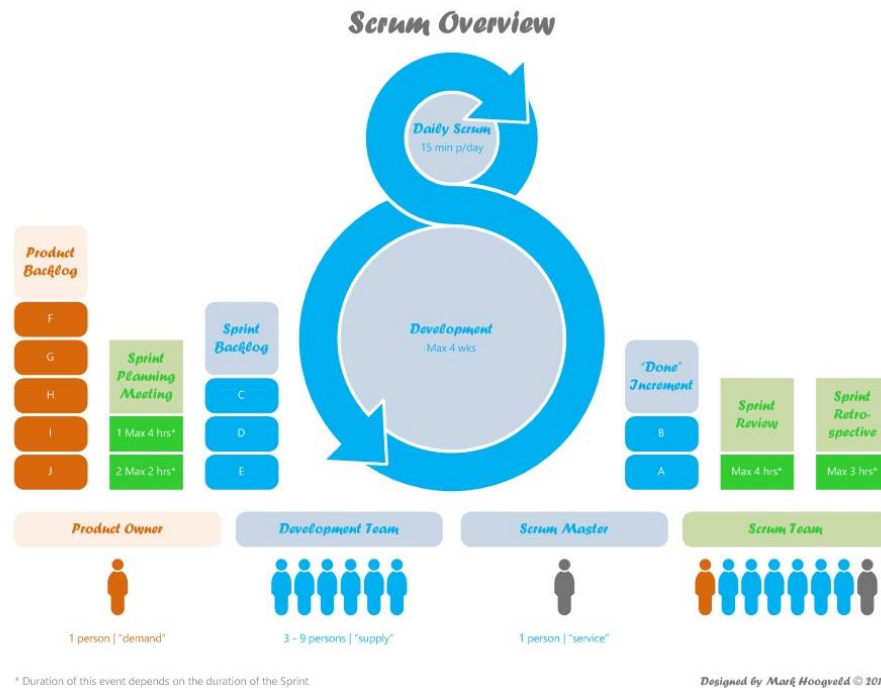 Scrum Overview
Daily Scrum
15 min p/day
Product
Backlog
F
G
H
I
J
Sprint
Planning
Meeting
1 Max 4 hrs*
2 Max 2 hrs*
Sprint
Backlog
C
D
E
Development
Max 4 wks
"Done"
Increment
B
A
Sprint
Review
Max 4 hrs*
Sprint
Retro-
spective
Max 3 hrs*
Product Owner
Development Team
Scrum Master
Scrum Team
1 person | "demand"
3 - 9 persons | "supply"
1 person | "service"
* Duration of this event depends on the duration of the Sprint
Designed by Mark Hoogveld ©